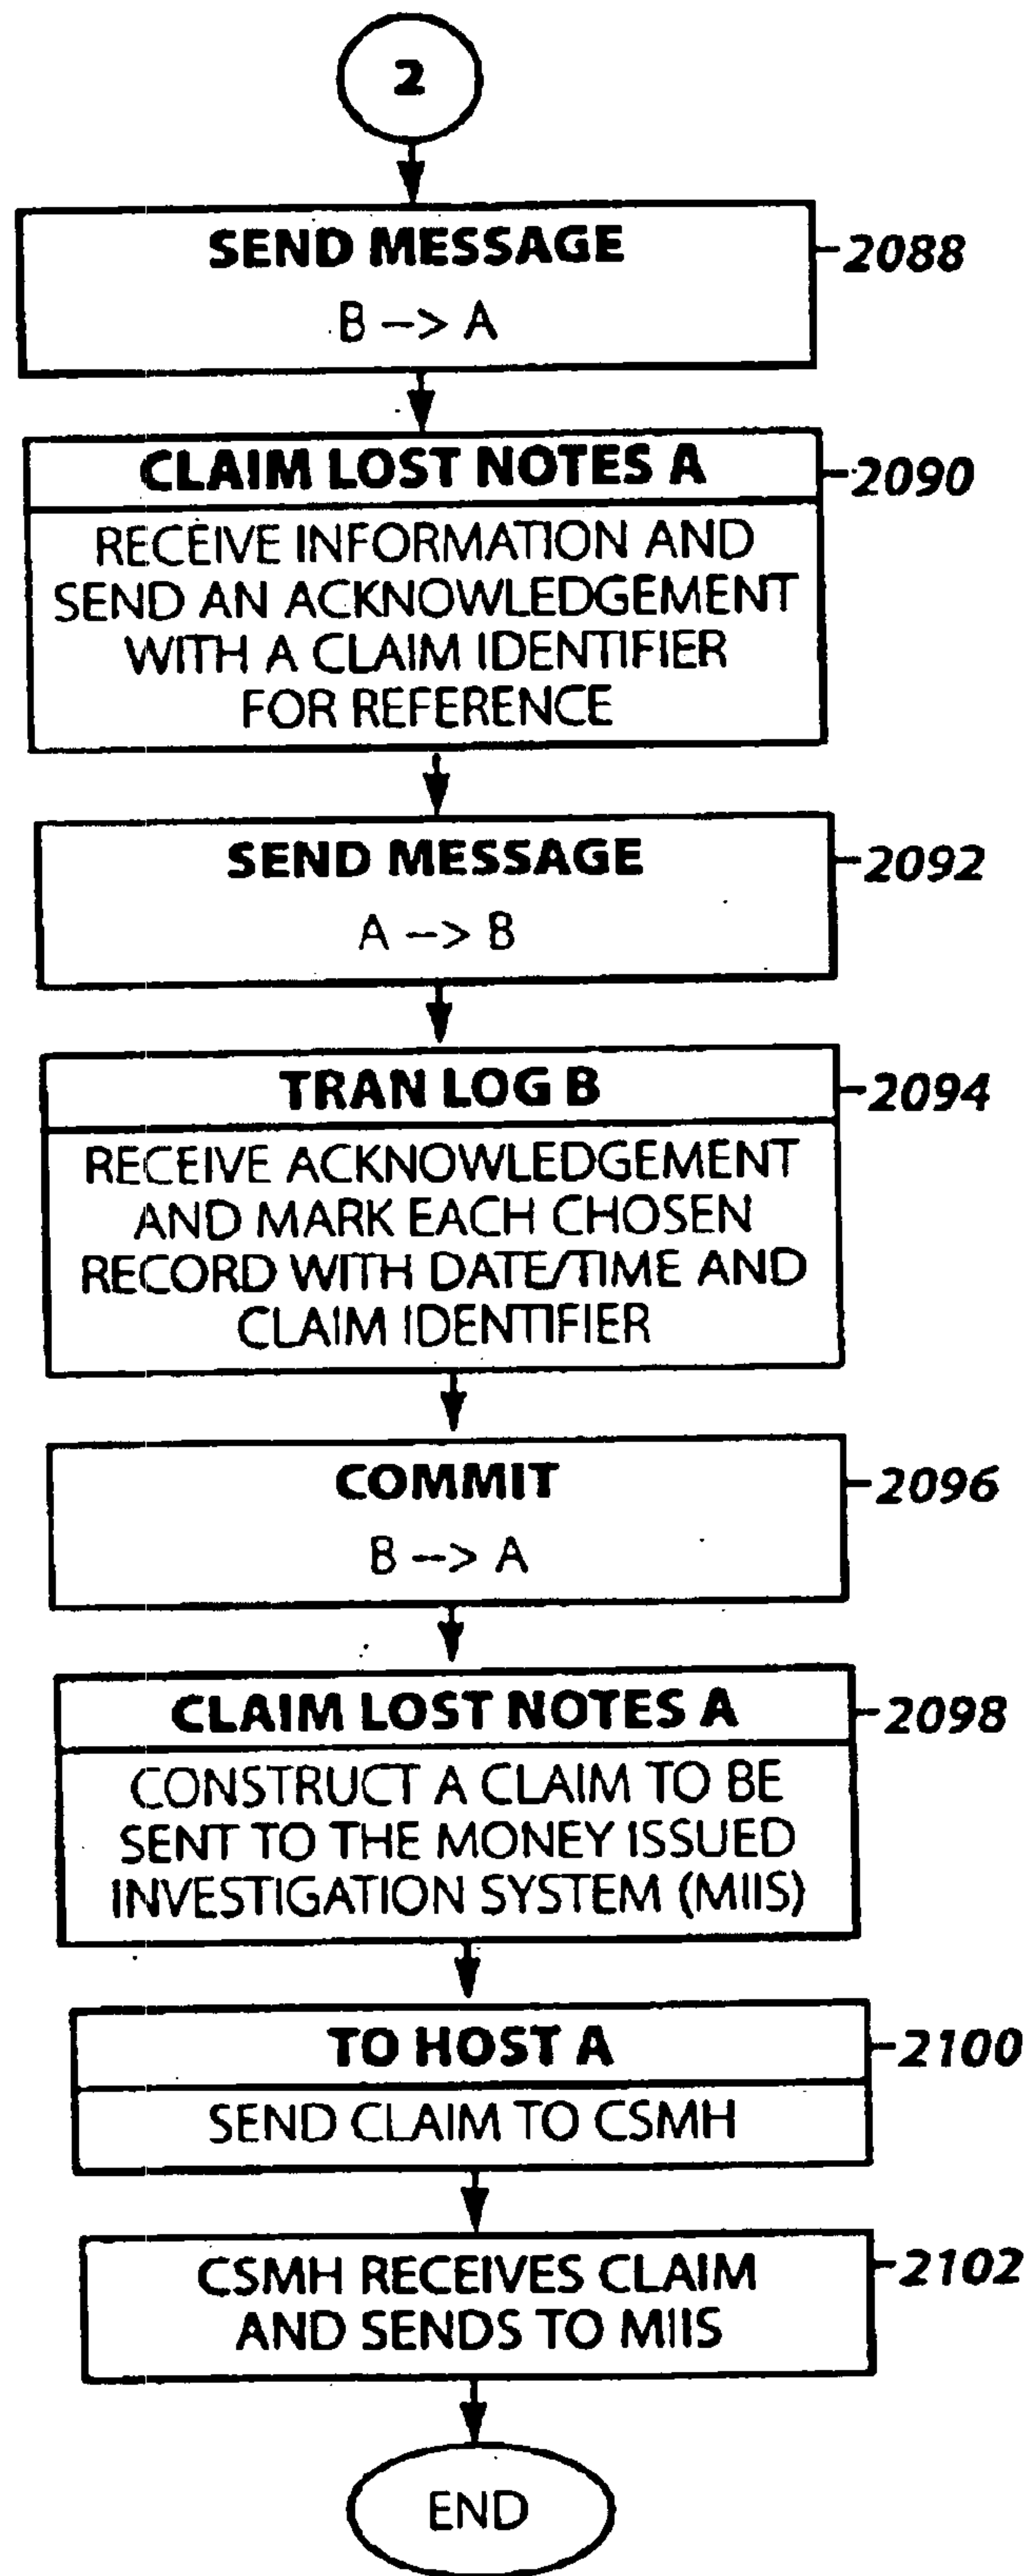 2
SEND MESSAGE
2088
B --> A
CLAIM LOST NOTES A
2090
RECEIVE INFORMATION AND
SEND AN ACKNOWLEDGEMENT
WITH A CLAIM IDENTIFIER
FOR REFERENCE
SEND MESSAGE
2092
A --> B
TRAN LOG B
2094
RECEIVE ACKNOWLEDGEMENT
AND MARK EACH CHOSEN
RECORD WITH DATE/TIME AND
CLAIM IDENTIFIER
COMMIT
2096
B --> A
CLAIM LOST NOTES A
2098
CONSTRUCT A CLAIM TO BE
SENT TO THE MONEY ISSUED
INVESTIGATION SYSTEM (MIIS)
TO HOST A
2100
SEND CLAIM TO CSMH
CSMH RECEIVES CLAIM
2102
AND SENDS TO MIIS
END